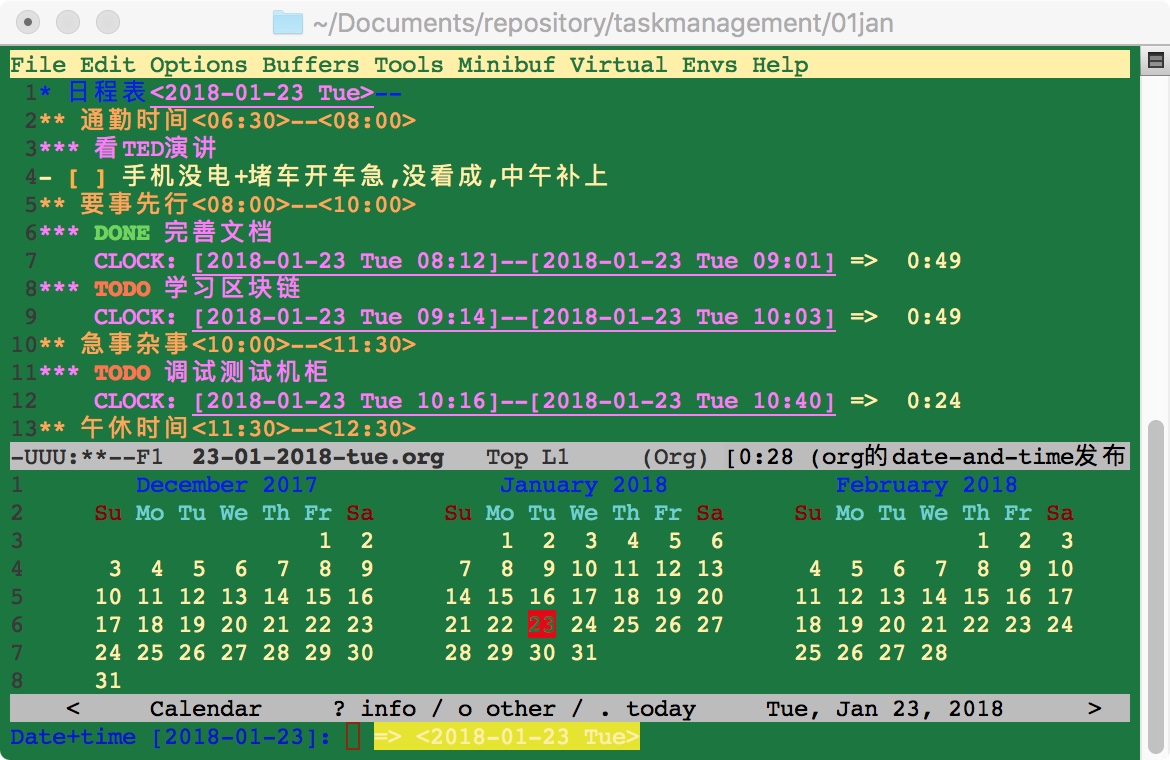 ~/Documents/repository/taskmanagement/01jan
File Edit Options Buffers Tools Minibuf Virtual Envs Help
1* 日程表<2018-01-23 Tue>--
2** 通勤时间<06:30>--<08:00>
3*** 看TED演讲
4- [ ] 手机没电+堵车开车急,没看成,中午补上
5** 要事先行<08:00>--<10:00>
6*** DONE 完善文档
7 CLOCK: [2018-01-23 Tue 08:12]--[2018-01-23 Tue 09:01] => 0:49
8*** TODO 学习区块链
9 CLOCK: [2018-01-23 Tue 09:14]--[2018-01-23 Tue 10:03] => 0:49
10** 急事杂事<10:00>--<11:30>
11*** TODO 调试测试机柜
12 CLOCK: [2018-01-23 Tue 10:16]--[2018-01-23 Tue 10:40] => 0:24
13** 午休时间<11:30>--<12:30>
-UUU:**--F1 23-01-2018-tue.org Top L1 (Org) [0:28 (org的date-and-time发布
1 December 2017 January 2018 February 2018
2 Su Mo Tu We Th Fr Sa Su Mo Tu We Th Fr Sa Su Mo Tu We Th Fr Sa
3 1 2 1 2 3 4 5 6 1 2 3
4 3 4 5 6 7 8 9 7 8 9 10 11 12 13 4 5 6 7 8 9 10
5 10 11 12 13 14 15 16 14 15 16 17 18 19 20 11 12 13 14 15 16 17
6 17 18 19 20 21 22 23 21 22 23 24 25 26 27 18 19 20 21 22 23 24
7 24 25 26 27 28 29 30 28 29 30 31 25 26 27 28
8 31
< Calendar ? info / o other / . today Tue, Jan 23, 2018 >
Date+time [2018-01-23]: => <2018-01-23 Tue>